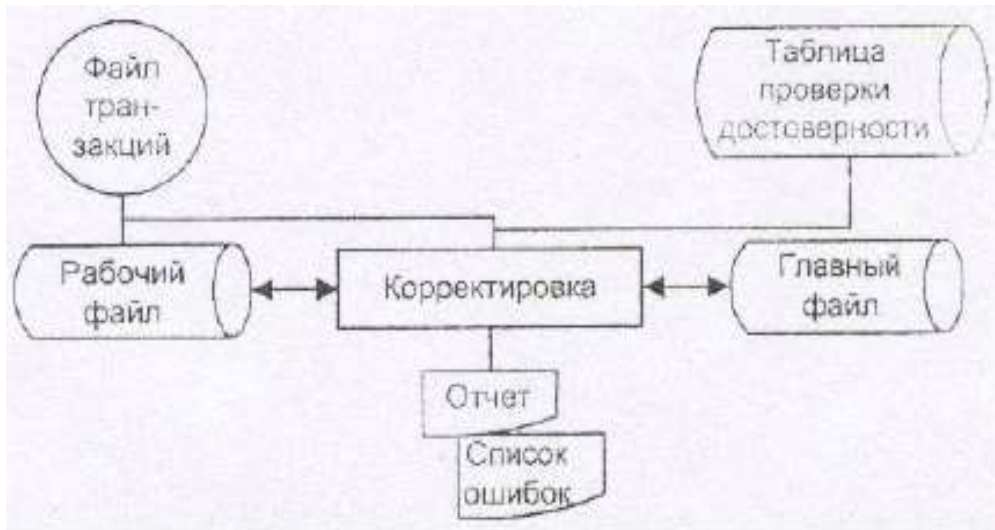 Файл
тран-
закций
Таблица
проверки
достоверности
Рабочий
файл
Корректировка
Главный
файл
Отчет
Список
ошибок